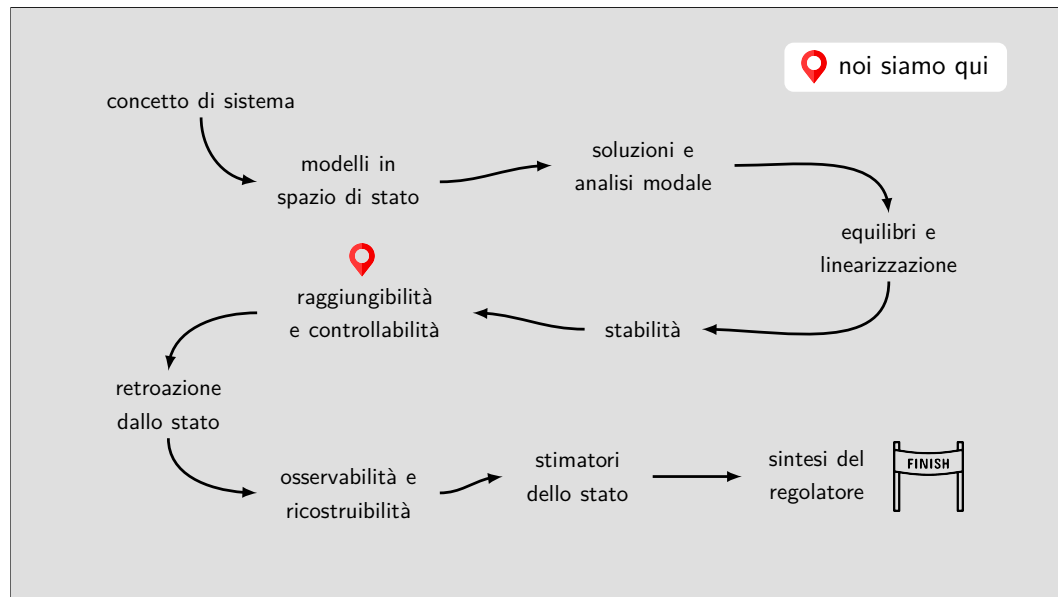 noi siamo qui
concetto di sistema
modelli in
spazio di stato
soluzioni e
analisi modale
equilibri e
linearizzazione
stabilità
raggiungibilità
e controllabilità
retroazione
dallo stato
osservabilità e
ricostruibilità
stimatori
dello stato
sintesi del
regolatore
FINISH